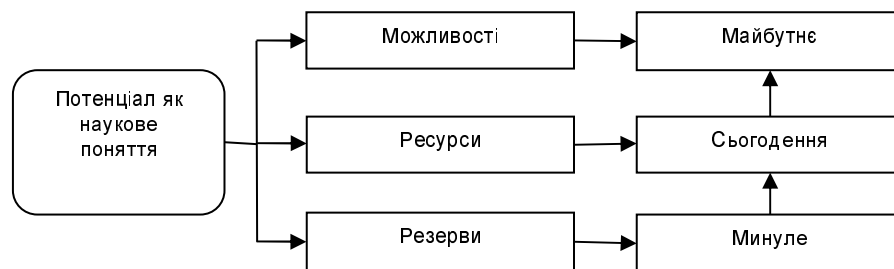 Можливості
Майбутнє
Потенціал як
наукове
поняття
Ресурси
Сьогодення
Резерви
Минуле